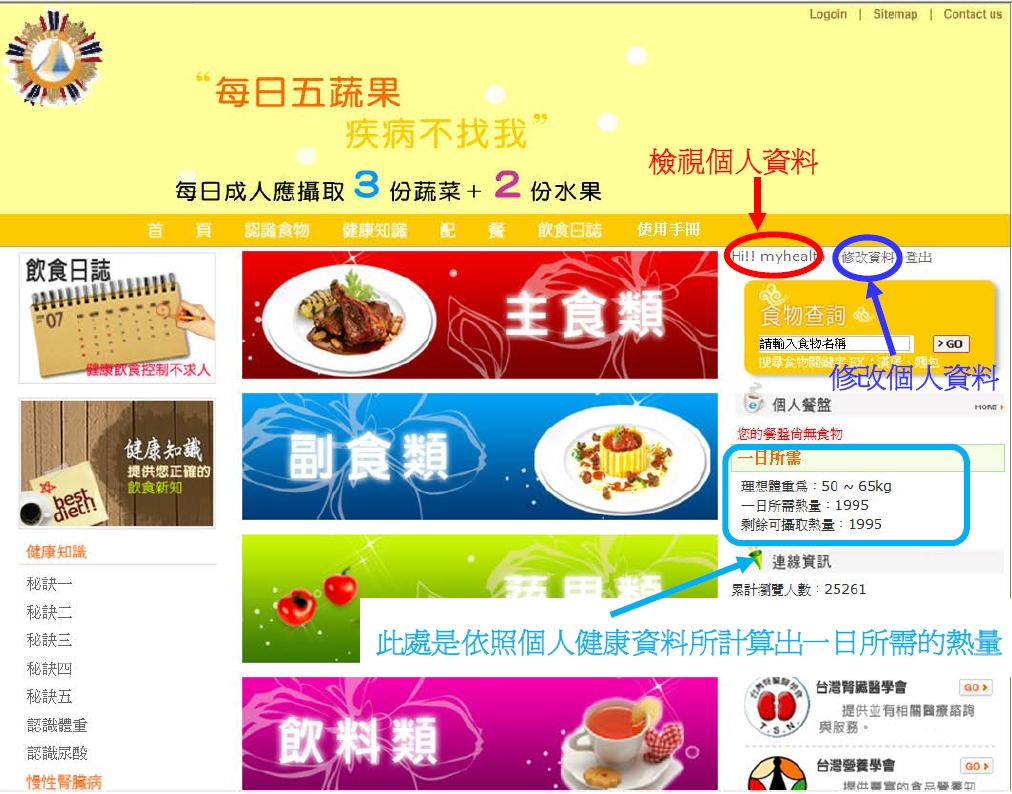 Logoin | Sitemap | Contact us
“每日五蔬果
疾病不找我”
每日成人應攝取 3 份蔬菜+ 2 份水果
檢視個人資料
首 頁 認識食物 健康知識 配 餐 飲食日誌 使用手冊
Hi!! myhealth 修改資料 登出
飲食日誌
07
健康飲食控制不求人
主食類
食物查詢
請輸入食物名稱 > GO
搜尋食物關鍵字 EX：漢堡、麵包
修改個人資料
個人餐盤 MORE
您的餐盤尚無食物
一日所需
理想體重為：50 ~ 65kg
一日所需熱量：1995
剩餘可攝取熱量：1995
健康知識
提供您正確的
飲食新知
best
diet!!
副食類
健康知識
秘訣一
秘訣二
秘訣三
秘訣四
秘訣五
認識體重
認識尿酸
慢性腎臟病
蔬果類
連線資訊
累計瀏覽人數：25261
此處是依照個人健康資料所計算出一日所需的熱量
飲料類
台灣腎臟醫學會 GO
提供並有相關醫療諮詢
與服務。
T.S.N.
台灣營養學會 GO
提供豐富的食品營養知